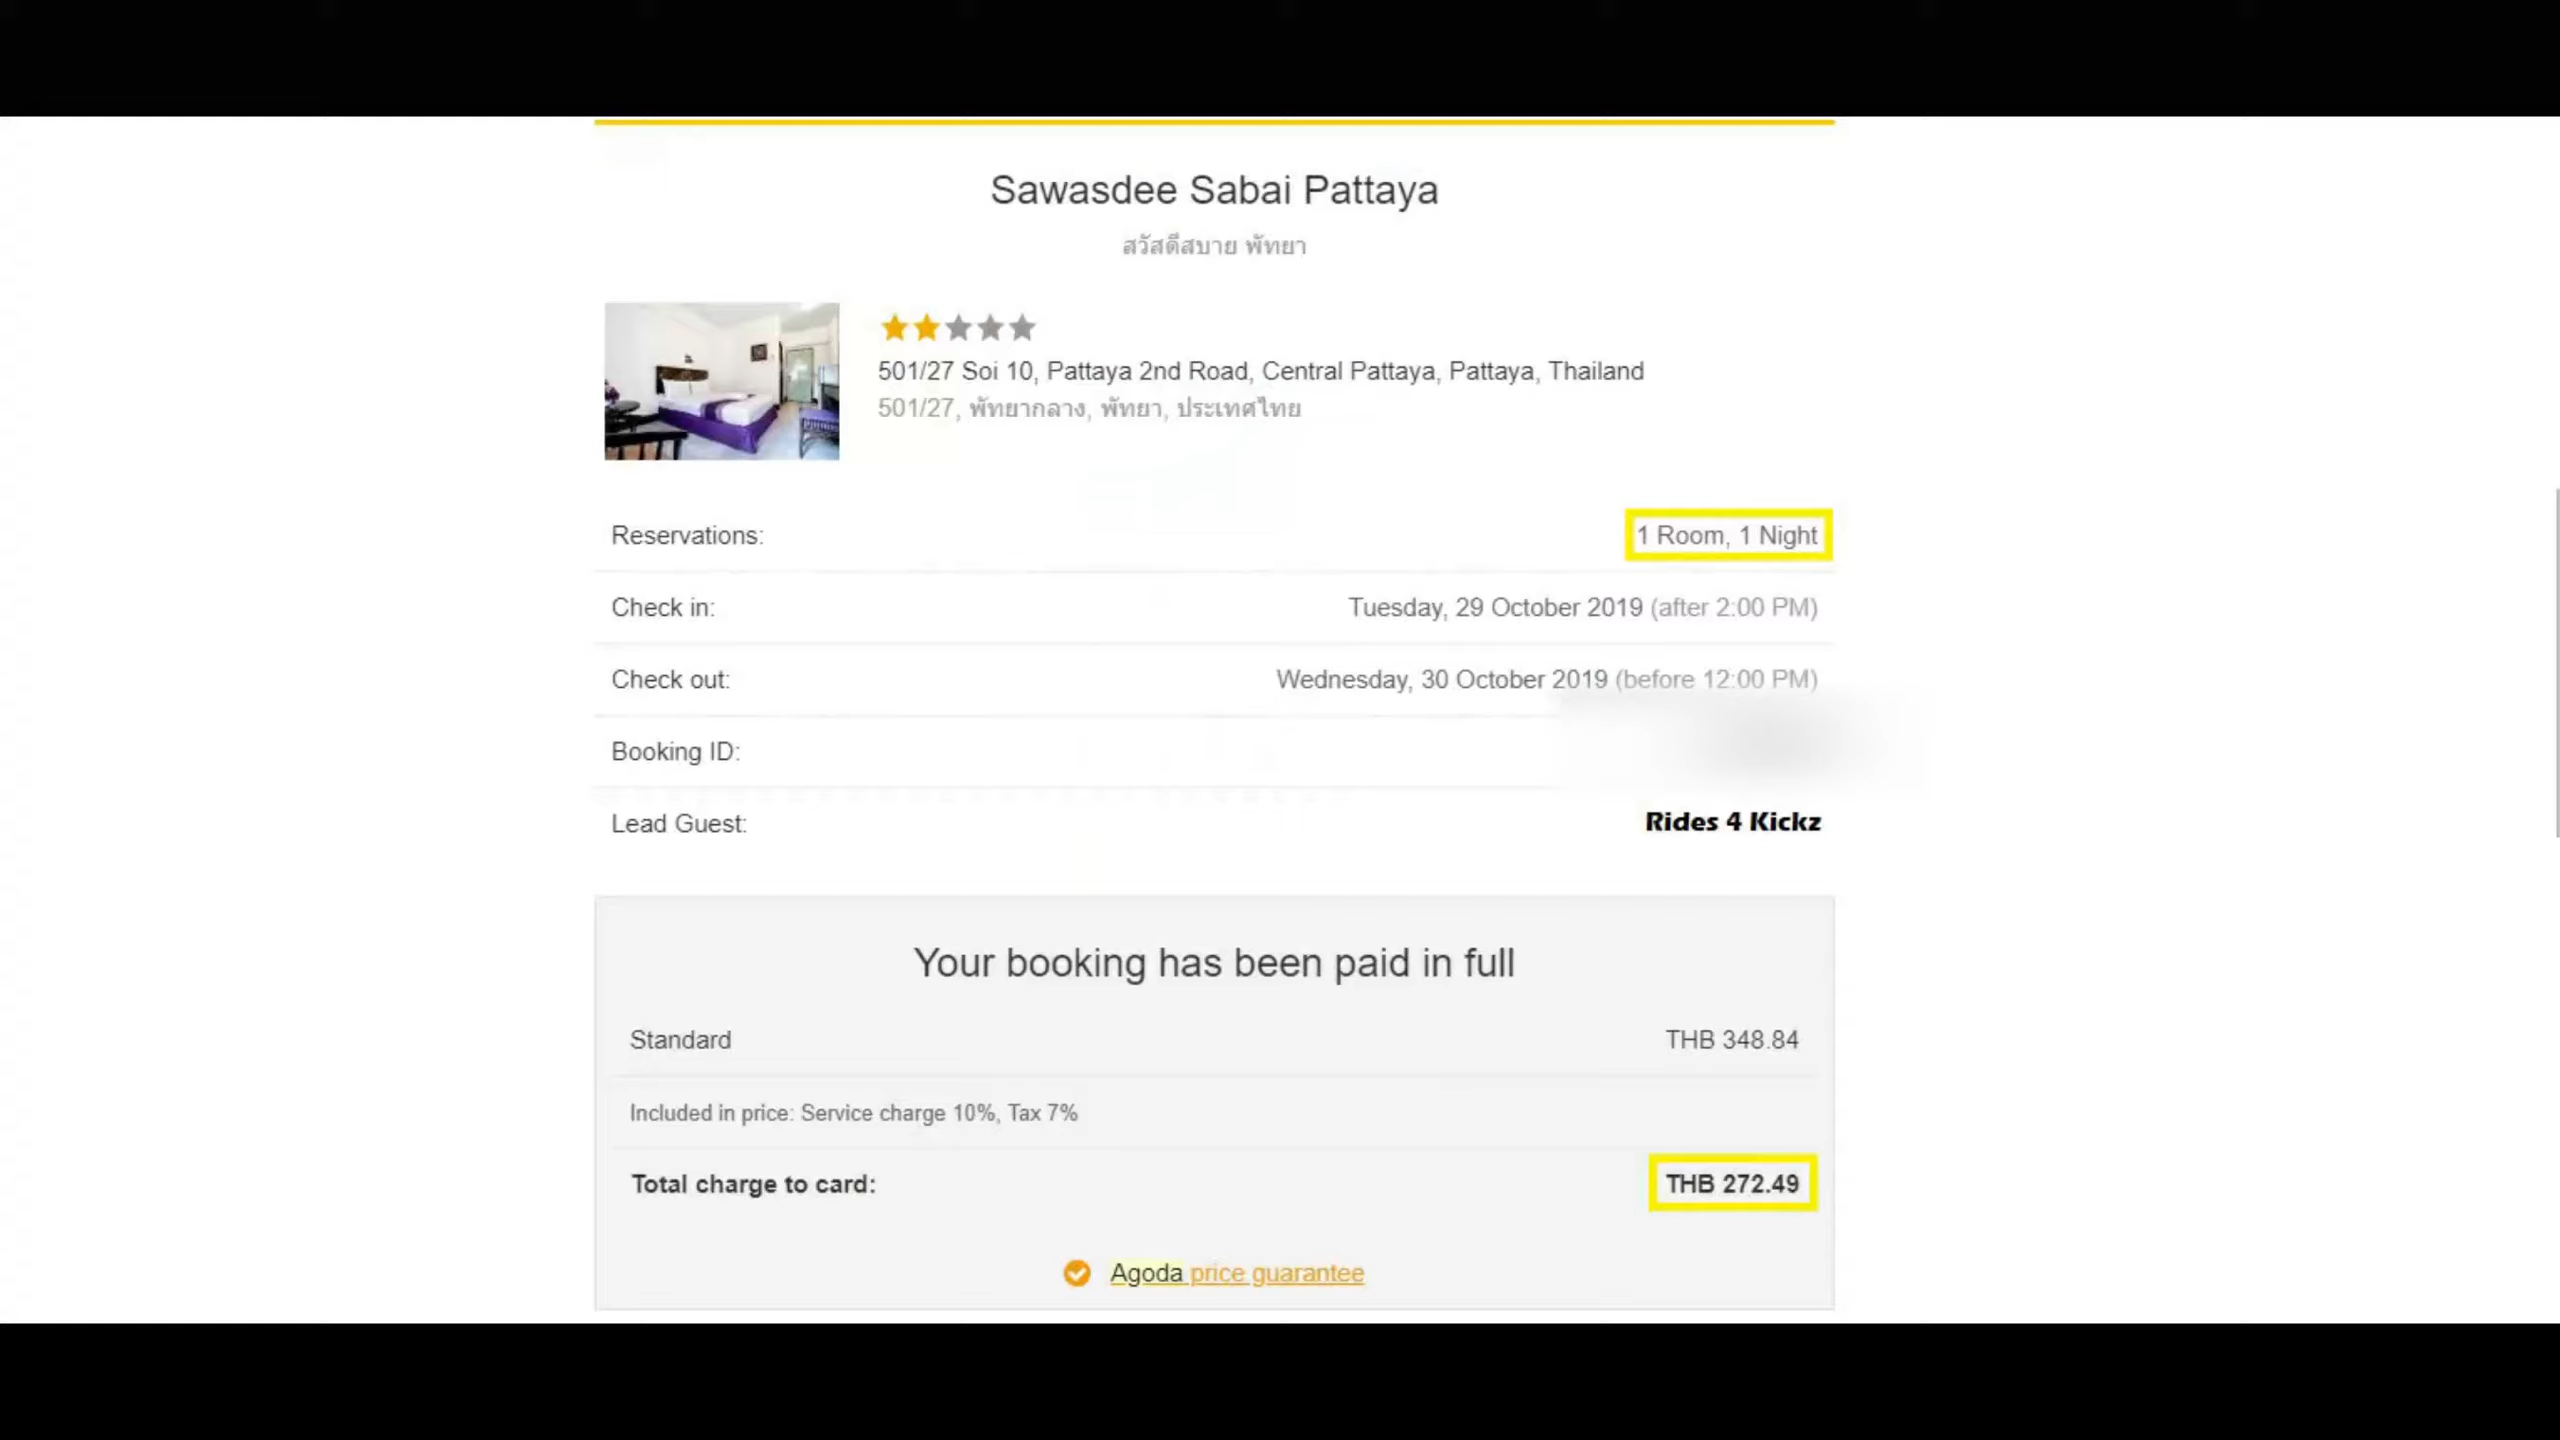 Sawasdee Sabai Pattaya
สวัสดีสบาย พัทยา
501/27 Soi 10, Pattaya 2nd Road, Central Pattaya, Pattaya, Thailand
501/27, พัทยากลาง, พัทยา, ประเทศไทย
Reservations: 1 Room, 1 Night
Check in: Tuesday, 29 October 2019 (after 2:00 PM)
Check out: Wednesday, 30 October 2019 (before 12:00 PM)
Booking ID:
Lead Guest: Rides 4 Kickz
Your booking has been paid in full
Standard THB 348.84
Included in price: Service charge 10%, Tax 7%
Total charge to card: THB 272.49
Agoda price guarantee